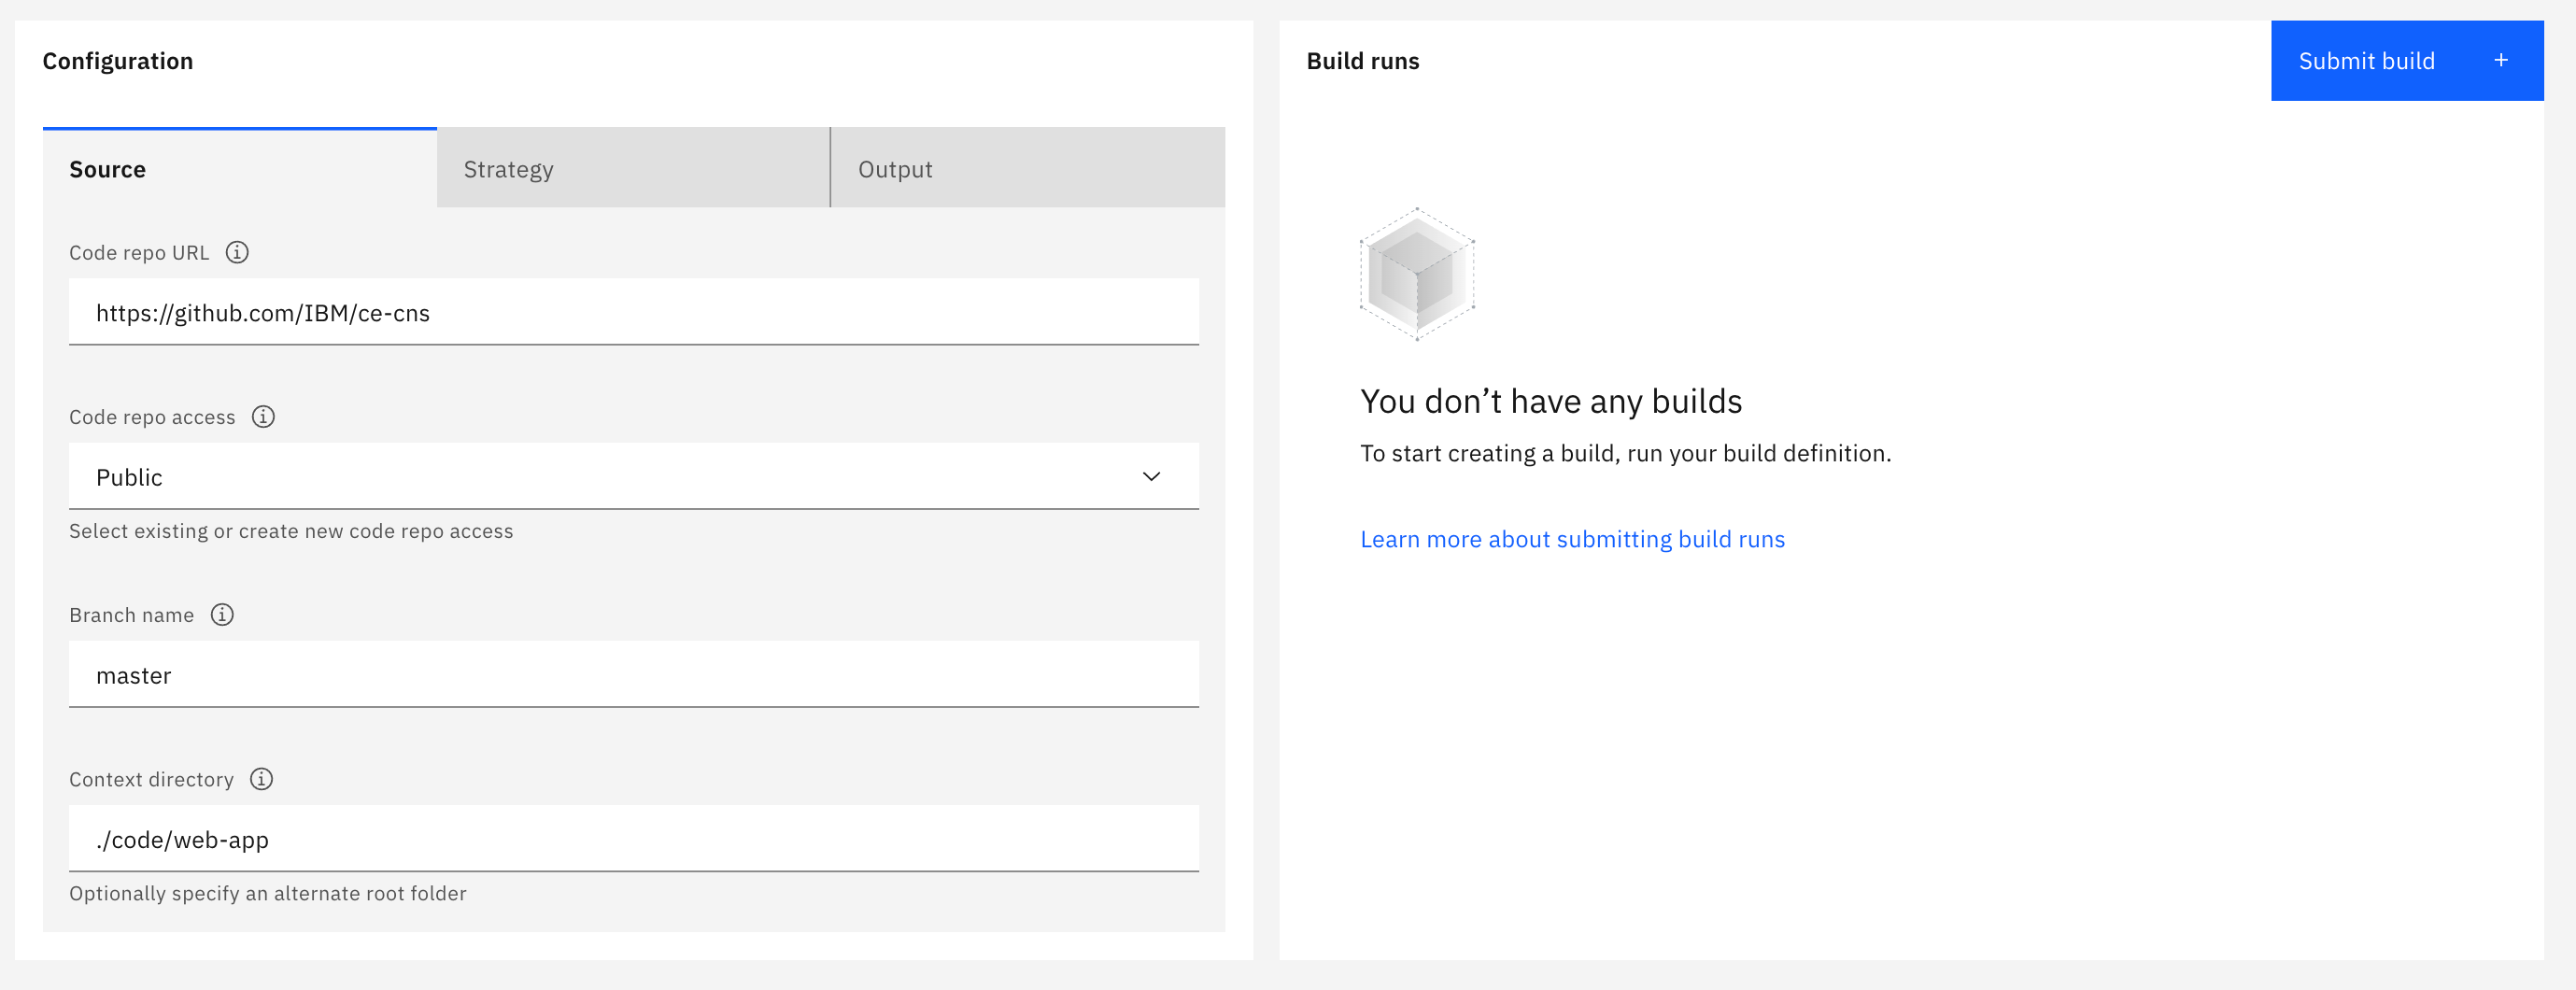 Configuration
Source
Strategy
Output
Code repo URL
https://github.com/IBM/ce-cns
Code repo access
Public
Select existing or create new code repo access
Branch name
master
Context directory
./code/web-app
Optionally specify an alternate root folder
Build runs
Submit build +
You don’t have any builds
To start creating a build, run your build definition.
Learn more about submitting build runs